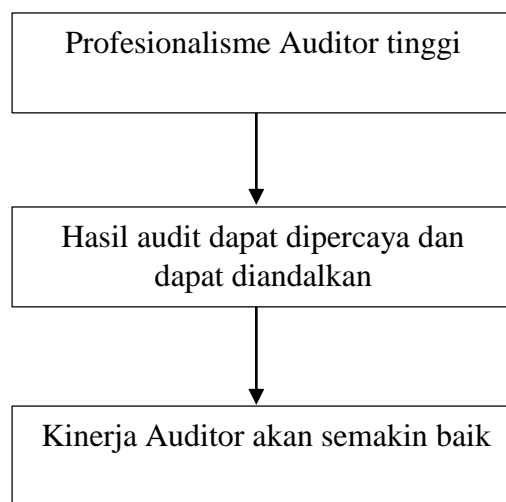 Profesionalisme Auditor tinggi
Hasil audit dapat dipercaya dan
dapat diandalkan
Kinerja Auditor akan semakin baik